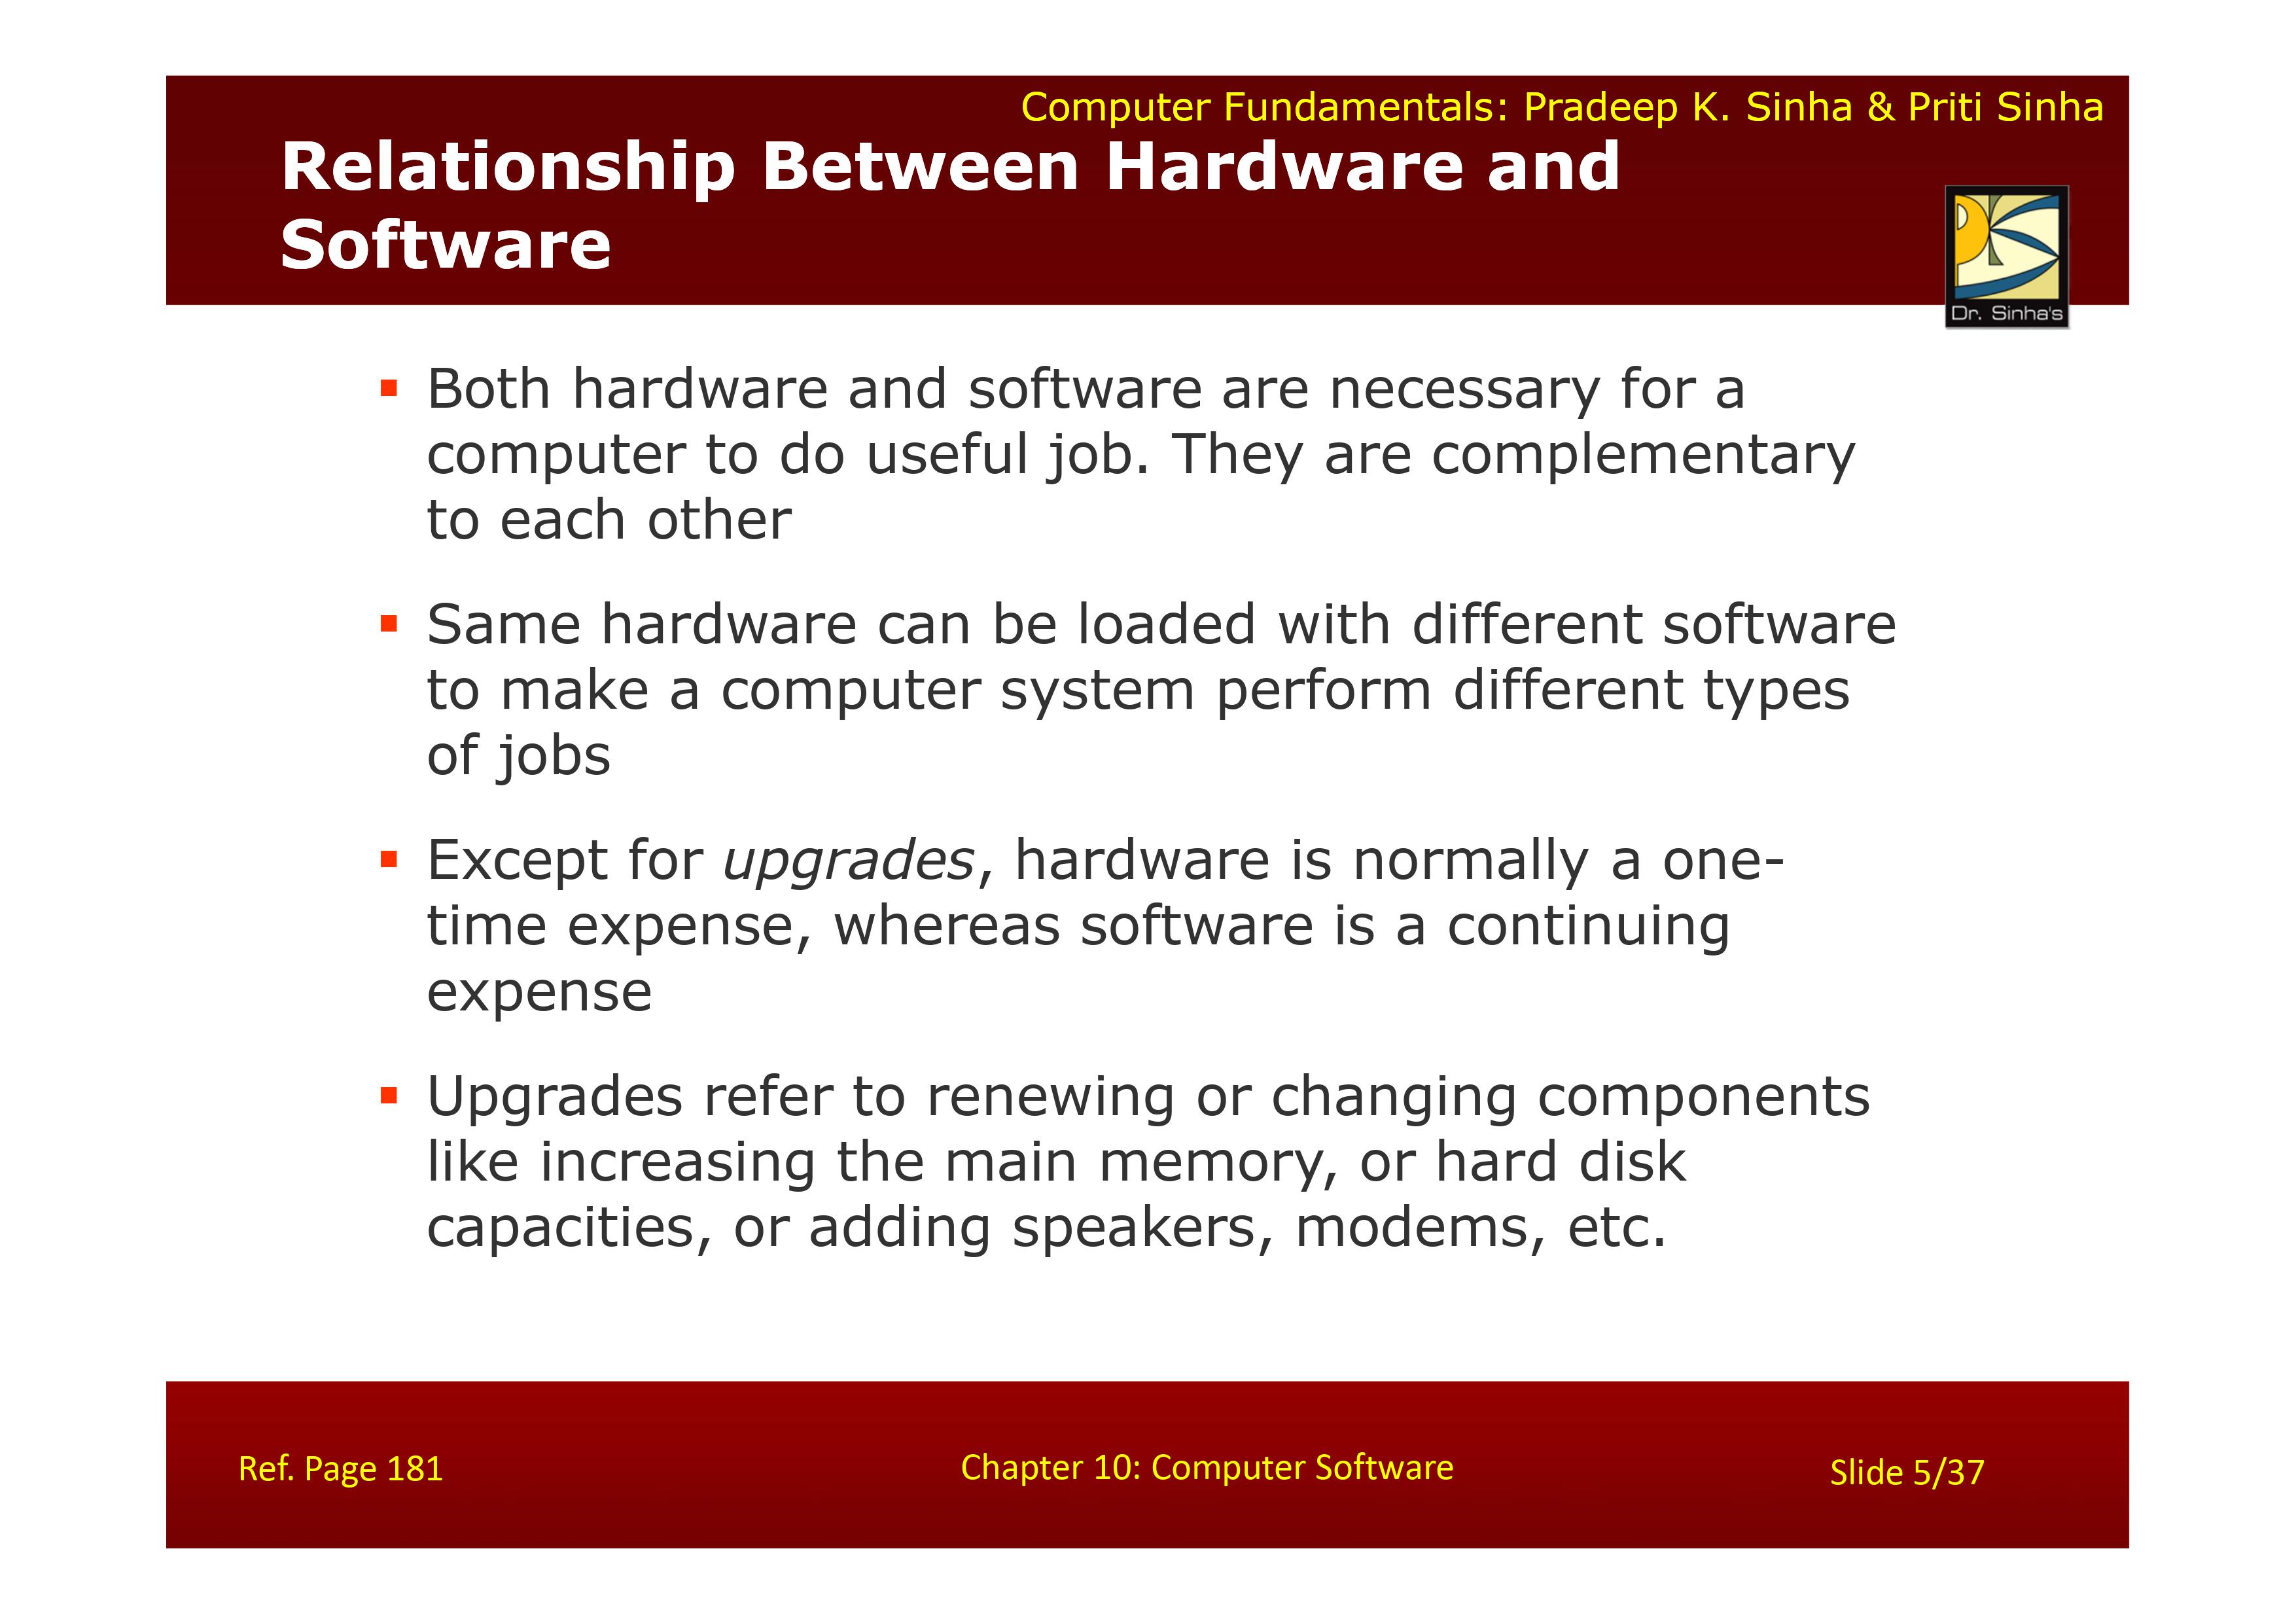 Computer Fundamentals: Pradeep K. Sinha & Priti Sinha
Relationship Between Hardware and
Software
Dr. Sinha's
▪ Both hardware and software are necessary for a
computer to do useful job. They are complementary
to each other
▪ Same hardware can be loaded with different software
to make a computer system perform different types
of jobs
▪ Except for upgrades, hardware is normally a one-
time expense, whereas software is a continuing
expense
▪ Upgrades refer to renewing or changing components
like increasing the main memory, or hard disk
capacities, or adding speakers, modems, etc.
Ref. Page 181
Chapter 10: Computer Software
Slide 5/37